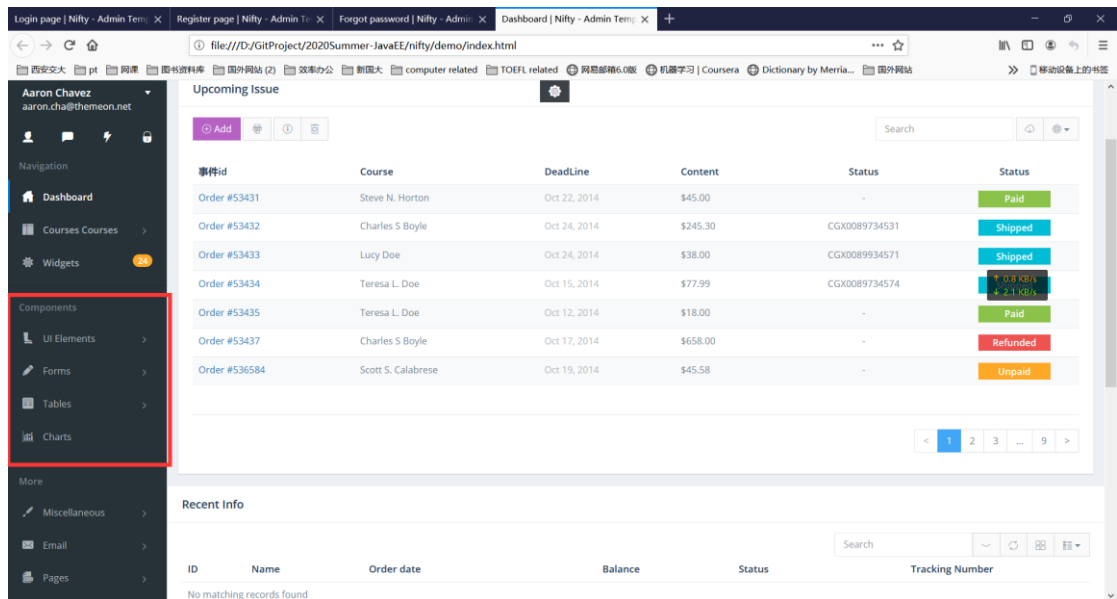 Login page | Nifty - Admin Temp Register page | Nifty - Admin Te Forgot password | Nifty - Admin Dashboard | Nifty - Admin Temp
file:///D:/GitProject/2020Summer-JavaEE/nifty/demo/index.html
西安交大 pt 网课 图书资料库 国外网站 (2) 效率办公 新国大 computer related TOEFL related 网易邮箱6.0版 机器学习 | Coursera Dictionary by Merria... 国外网站 移动设备上的书签
Aaron Chavez
aaron.cha@themeon.net
Navigation
Dashboard
Courses Courses
Widgets 24
Components
UI Elements
Forms
Tables
Charts
More
Miscellaneous
Email
Pages
Upcoming Issue
Add Search
事件id Course DeadLine Content Status Status
Order #53431 Steve N. Horton Oct 22, 2014 $45.00 - Paid
Order #53432 Charles S Boyle Oct 24, 2014 $245.30 CGX0089734531 Shipped
Order #53433 Lucy Doe Oct 24, 2014 $38.00 CGX0089934571 Shipped
Order #53434 Teresa L. Doe Oct 15, 2014 $77.99 CGX0089734574
↑ 0.8 KB/s
↓ 2.1 KB/s
Order #53435 Teresa L. Doe Oct 12, 2014 $18.00 - Paid
Order #53437 Charles S Boyle Oct 17, 2014 $658.00 - Refunded
Order #536584 Scott S. Calabrese Oct 19, 2014 $45.58 - Unpaid
< 1 2 3 ... 9 >
Recent Info
Search
ID Name Order date Balance Status Tracking Number
No matching records found